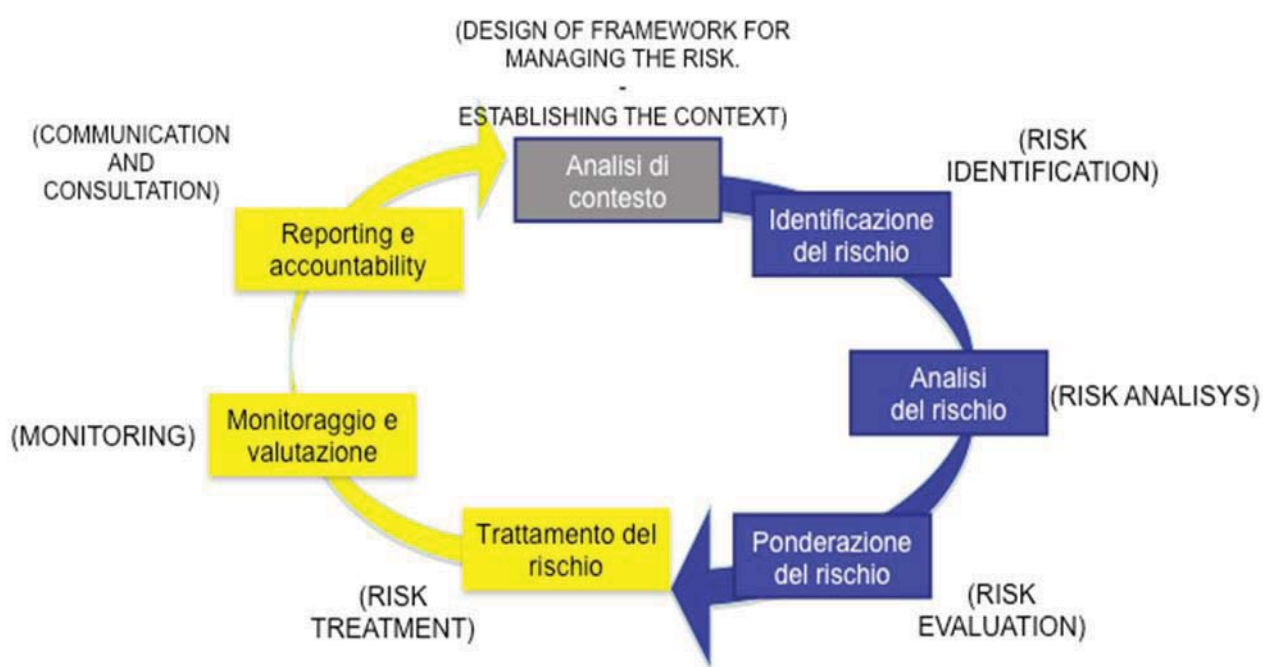 (DESIGN OF FRAMEWORK FOR
MANAGING THE RISK.
-
ESTABLISHING THE CONTEXT)
Analisi di
contesto
(RISK
IDENTIFICATION)
Identificazione
del rischio
Analisi
del rischio
(RISK ANALISYS)
Ponderazione
del rischio
(RISK
EVALUATION)
Trattamento del
rischio
(RISK
TREATMENT)
Monitoraggio e
valutazione
(MONITORING)
Reporting e
accountability
(COMMUNICATION
AND
CONSULTATION)